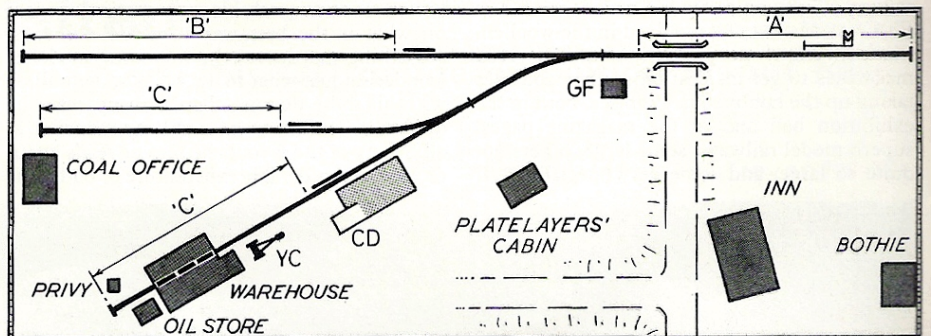 'B'
'A'
'C'
GF
COAL OFFICE
'C'
INN
PLATELAYERS'
CABIN
CD
BOTHIE
YC
PRIVY
WAREHOUSE
OIL STORE